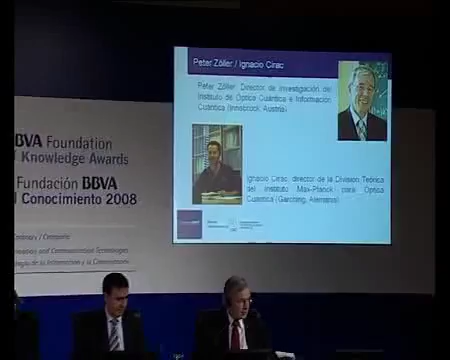 BBVA Foundation
Knowledge Awards
Fundación BBVA
Conocimiento 2008
Peter Zöller / Ignacio Cirac
Peter Zöller. Director de investigación del
Instituto de Óptica Cuántica e Información
Cuántica (Innsbruck, Austria)
Ignacio Cirac, director de la División Teórica
del instituto Max-Planck para Óptica
Cuántica (Garching, Alemania)